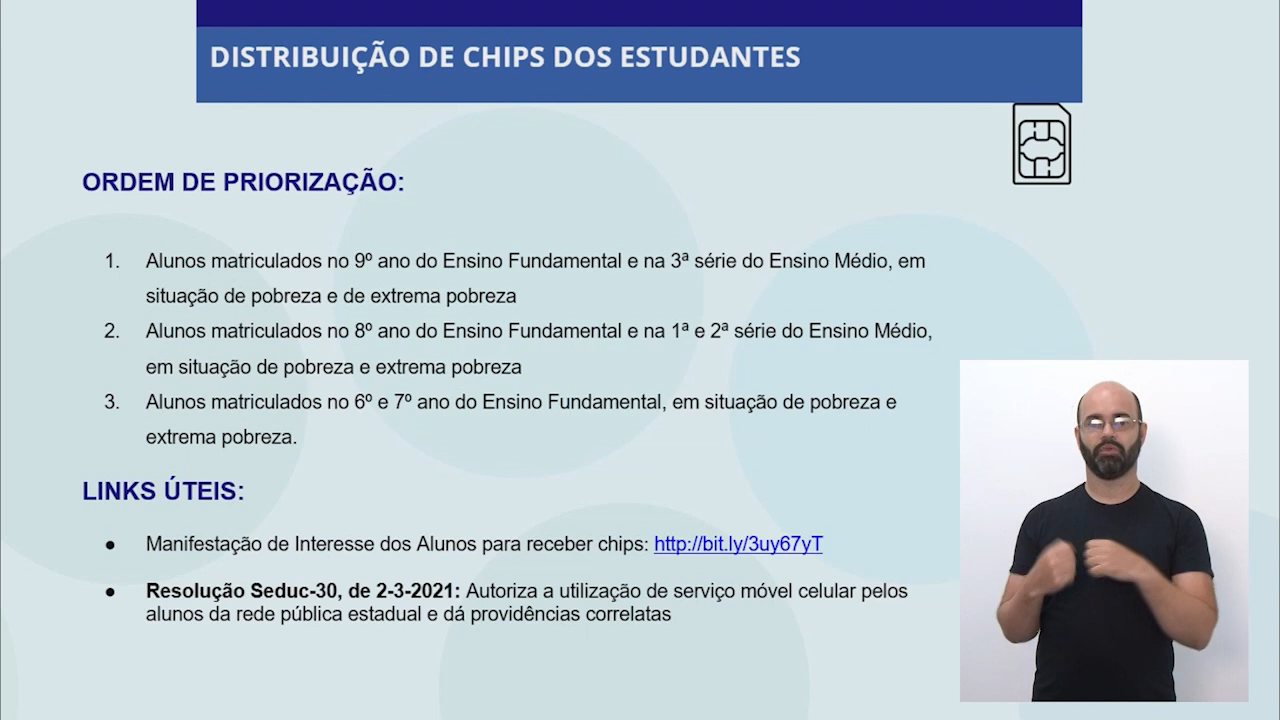 DISTRIBUIÇÃO DE CHIPS DOS ESTUDANTES
ORDEM DE PRIORIZAÇÃO:
1. Alunos matriculados no 9º ano do Ensino Fundamental e na 3ª série do Ensino Médio, em
situação de pobreza e de extrema pobreza
2. Alunos matriculados no 8º ano do Ensino Fundamental e na 1ª e 2ª série do Ensino Médio,
em situação de pobreza e extrema pobreza
3. Alunos matriculados no 6º e 7º ano do Ensino Fundamental, em situação de pobreza e
extrema pobreza.
LINKS ÚTEIS:
● Manifestação de Interesse dos Alunos para receber chips: http://bit.ly/3uy67yT
● Resolução Seduc-30, de 2-3-2021: Autoriza a utilização de serviço móvel celular pelos
alunos da rede pública estadual e dá providências correlatas